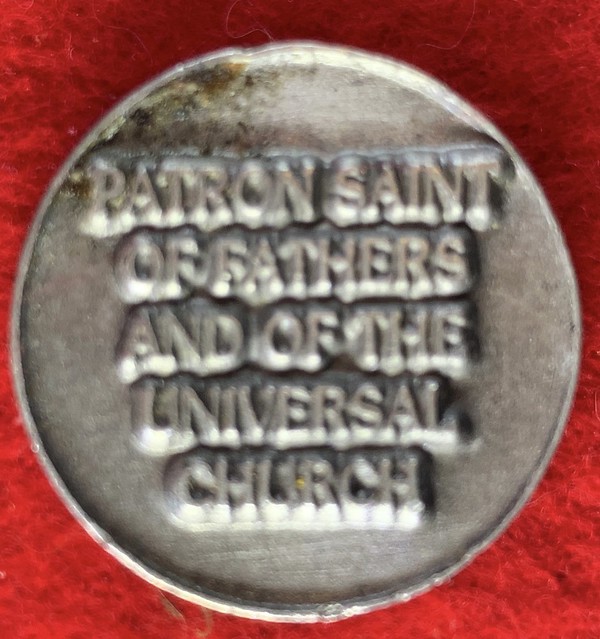 PATRON SAINT
OF FATHERS
AND OF THE
UNIVERSAL
CHURCH